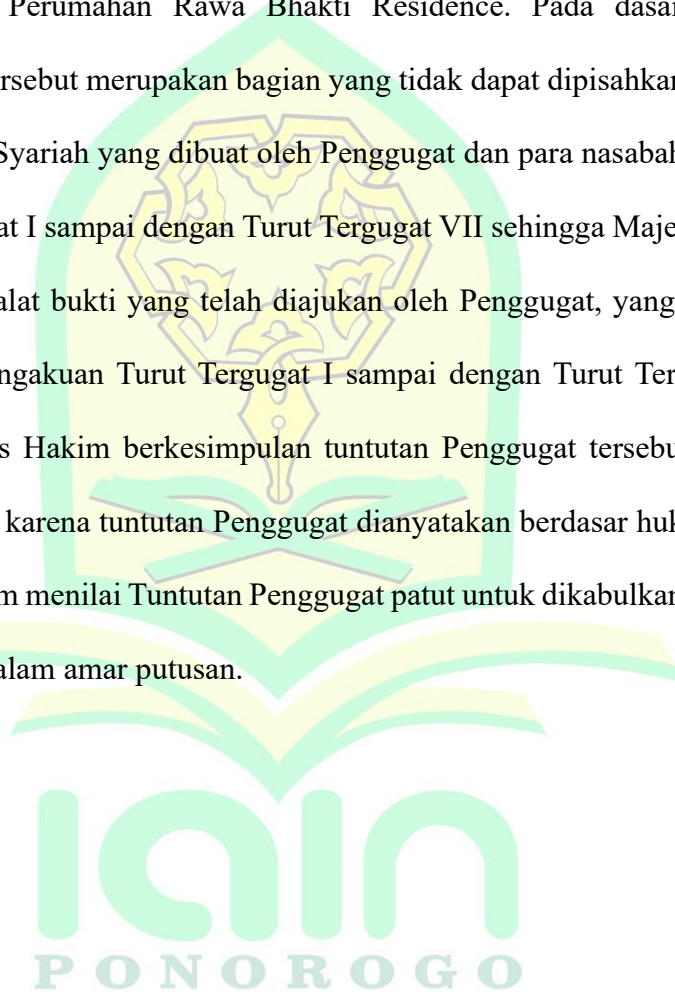 Perumahan Rawa Bhakti Residence. Pada dasar
rsebut merupakan bagian yang tidak dapat dipisahkan
Syariah yang dibuat oleh Penggugat dan para nasabah
at I sampai dengan Turut Tergugat VII sehingga Maje
alat bukti yang telah diajukan oleh Penggugat, yang
ngakuan Turut Tergugat I sampai dengan Turut Ter
s Hakim berkesimpulan tuntutan Penggugat tersebu
karena tuntutan Penggugat dianyatakan berdasar huk
m menilai Tuntutan Penggugat patut untuk dikabulkan
alam amar putusan.
iain
PONOROGO